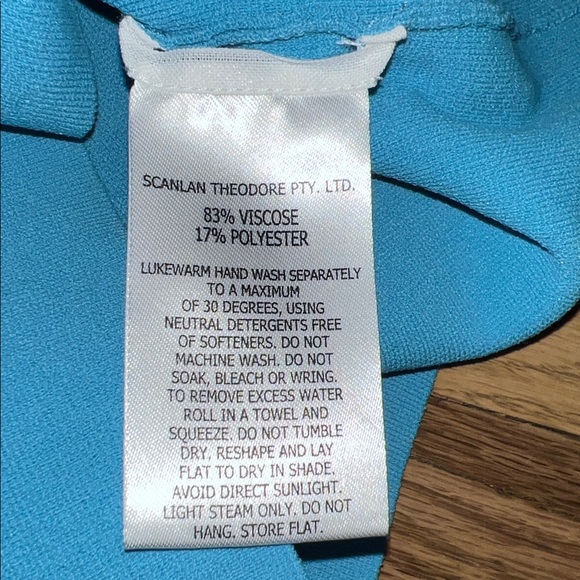 SCANLAN THEODORE PTY. LTD.
83% VISCOSE
17% POLYESTER
LUKEWARM HAND WASH SEPARATELY
TO A MAXIMUM
OF 30 DEGREES, USING
NEUTRAL DETERGENTS FREE
OF SOFTENERS. DO NOT
MACHINE WASH. DO NOT
SOAK, BLEACH OR WRING.
TO REMOVE EXCESS WATER
ROLL IN A TOWEL AND
SQUEEZE. DO NOT TUMBLE
DRY. RESHAPE AND LAY
FLAT TO DRY IN SHADE.
AVOID DIRECT SUNLIGHT.
LIGHT STEAM ONLY. DO NOT
HANG. STORE FLAT.